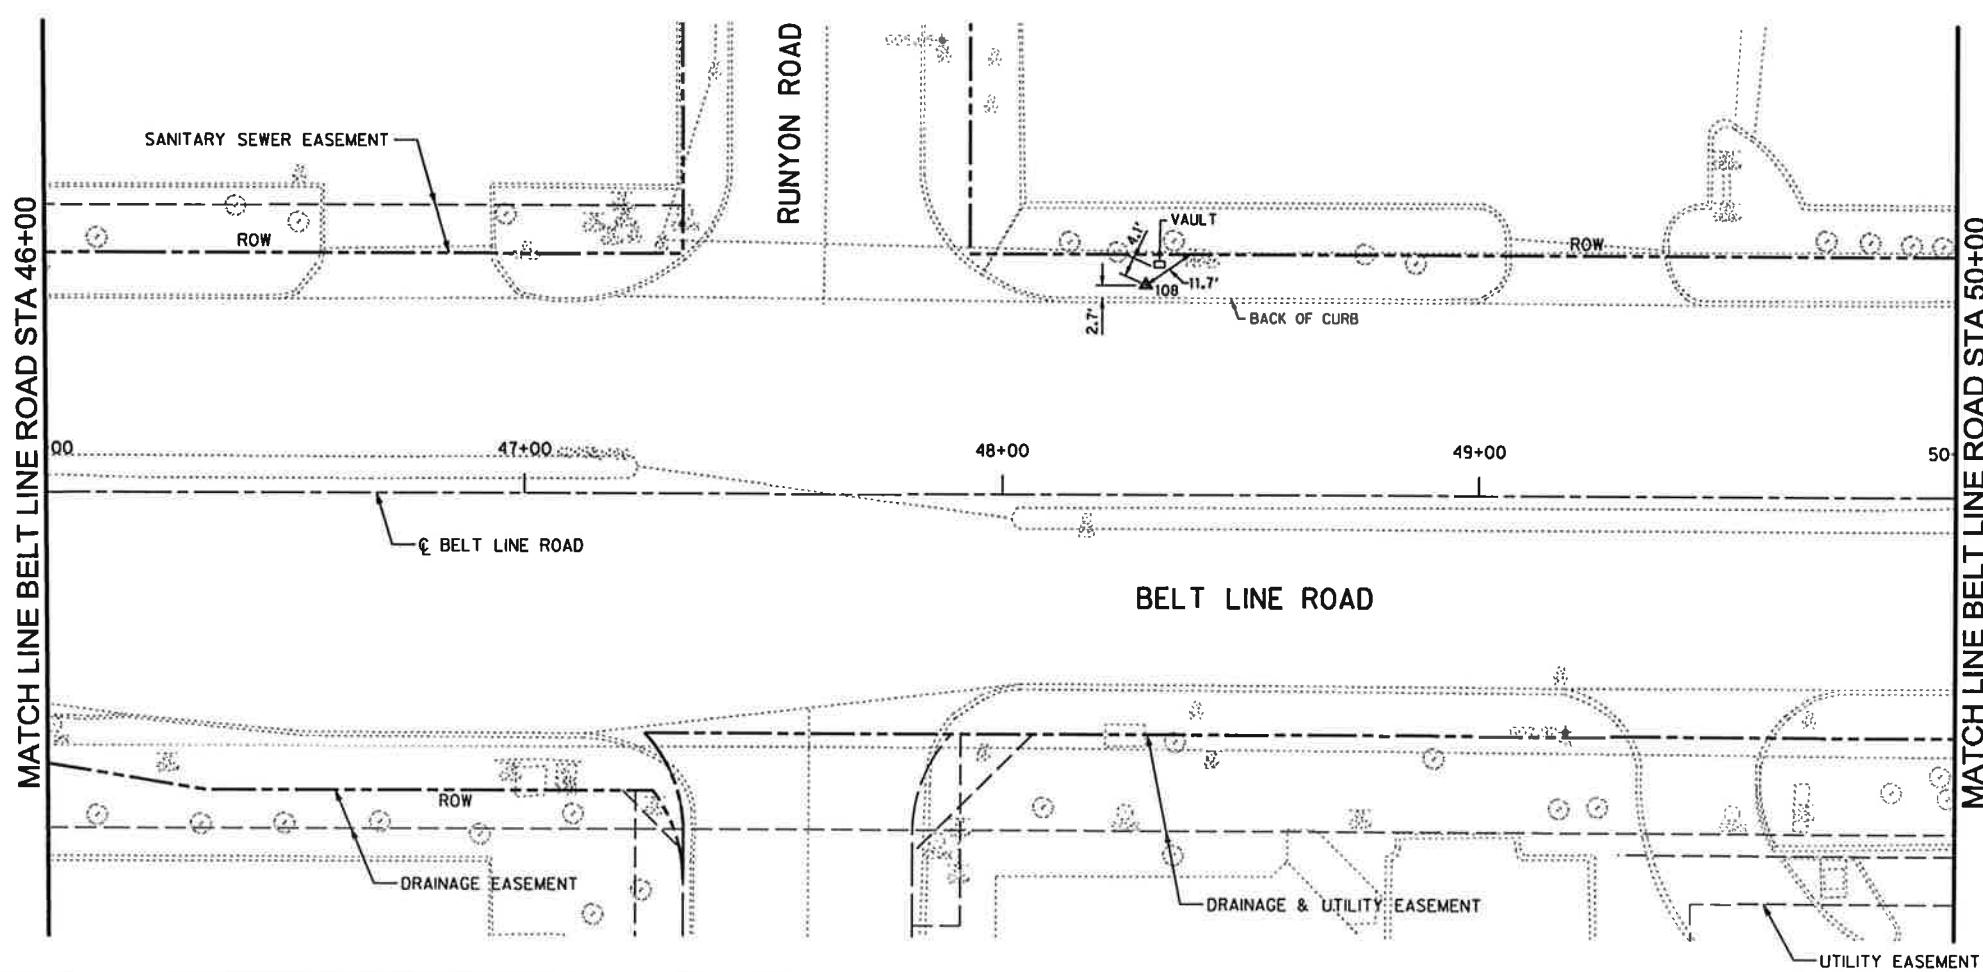 MATCH LINE BELT LINE ROAD STA 46+00
SANITARY SEWER EASEMENT
RUNYON ROAD
ROW
VAULT
4.1'
ROW
108
11.7'
2.7'
BACK OF CURB
00
47+00
48+00
49+00
50
℄ BELT LINE ROAD
BELT LINE ROAD
ROW
DRAINAGE EASEMENT
DRAINAGE & UTILITY EASEMENT
UTILITY EASEMENT
MATCH LINE BELT LINE ROAD STA 50+00